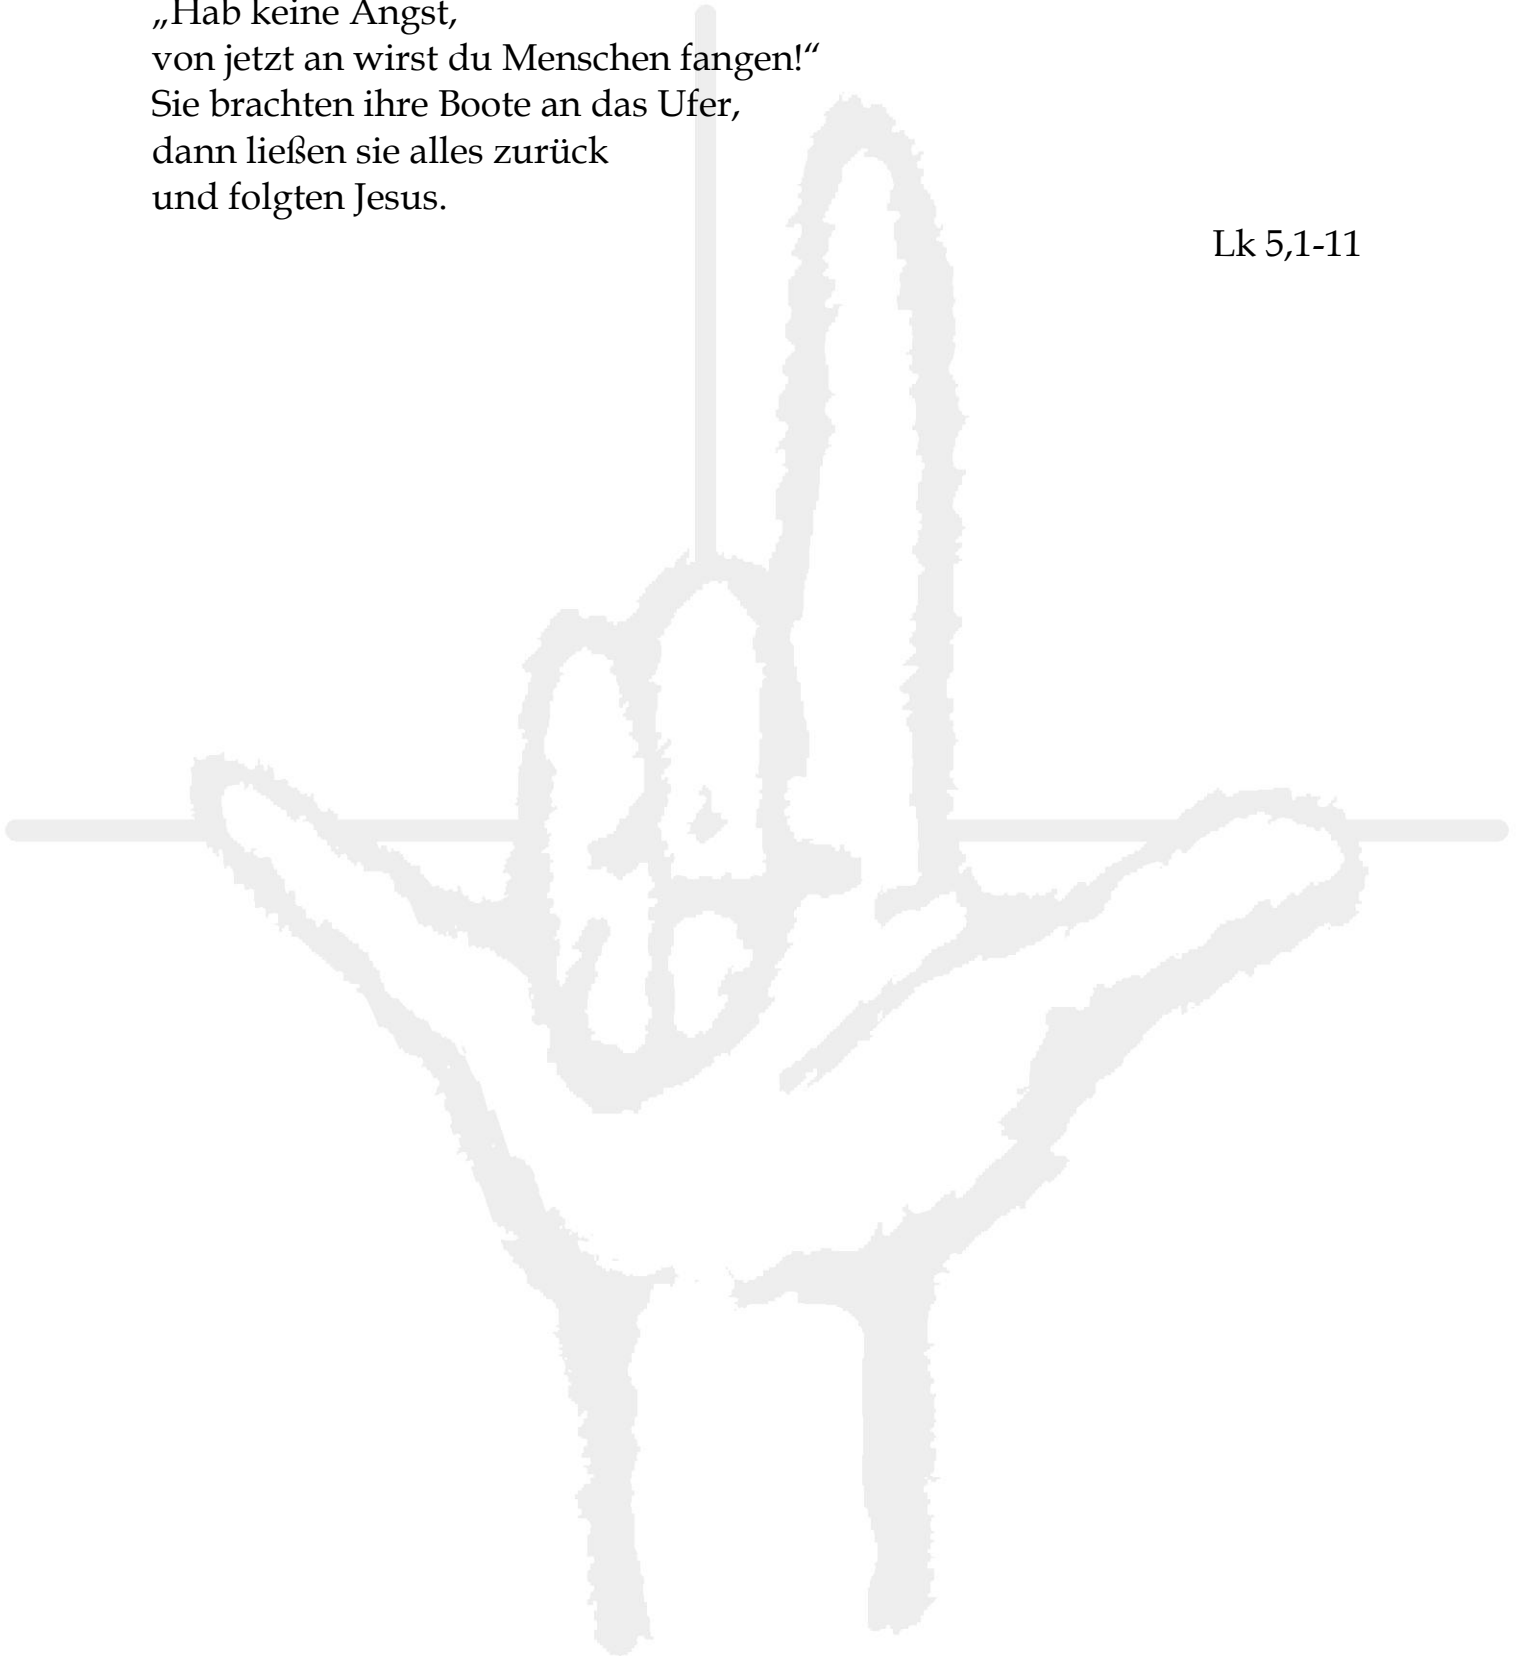 „Hab keine Angst,
von jetzt an wirst du Menschen fangen!“
Sie brachten ihre Boote an das Ufer,
dann ließen sie alles zurück
und folgten Jesus.
Lk 5,1-11